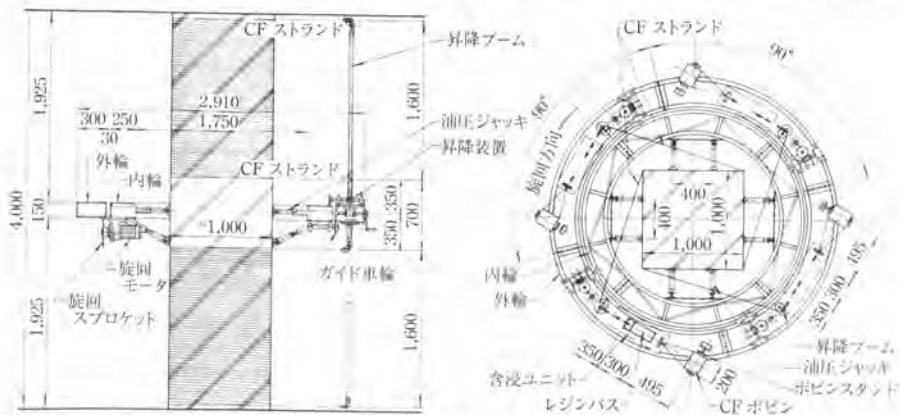 CF ストランド
昇降ブーム
1,925
1,600
2,910
1,750
300 250
30
油圧ジャッキ
外輪
CF ストランド
昇降装置
内輪
4,000
150
1,000
350 350
700
ガイド車輪
旋回
モータ
旋回
スプロケット
1,925
1,600
CF ストランド
90°
90°
旋回方向
400
400
1,000
1,000
内輪
外輪
350 300 495
350 300 495
200
昇降ブーム
油圧ジャッキ
ボビンスタンド
CF ボビン
含浸ユニット
レジンバス